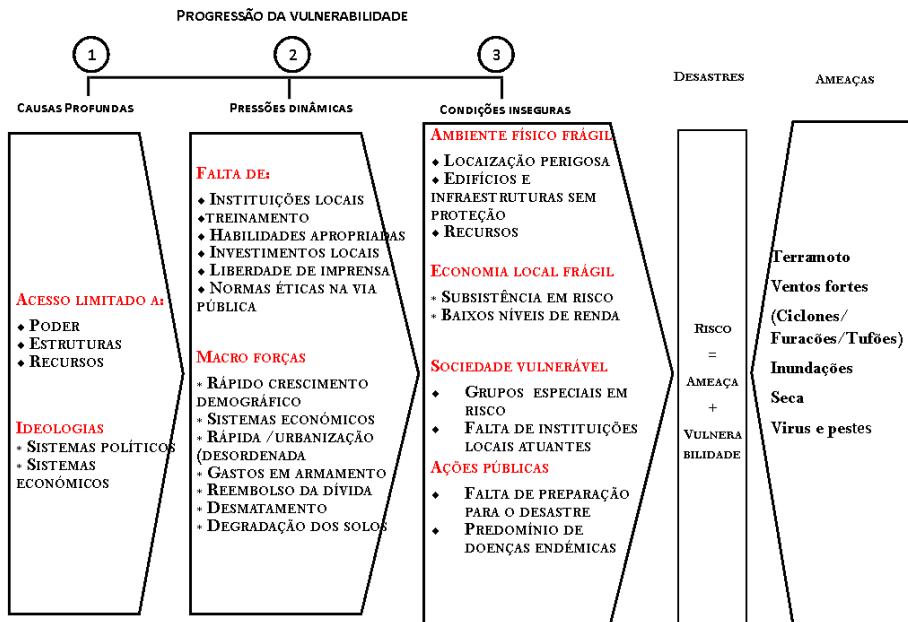 PROGRESSÃO DA VULNERABILIDADE
1
2
3
CAUSAS PROFUNDAS
PRESSÕES DINÂMICAS
CONDIÇÕES INSEGURAS
DESASTRES
AMEAÇAS
ACESSO LIMITADO A:
◆ PODER
◆ ESTRUTURAS
◆ RECURSOS
IDEOLOGIAS
* SISTEMAS POLÍTICOS
* SISTEMAS
ECONÓMICOS
FALTA DE:
◆ INSTITUIÇÕES LOCAIS
◆TREINAMENTO
◆ HABILIDADES APROPRIADAS
◆ INVESTIMENTOS LOCAIS
◆ LIBERDADE DE IMPRENSA
◆ NORMAS ÉTICAS NA VIA
PÚBLICA
MACRO FORÇAS
* RÁPIDO CRESCIMENTO
DEMOGRÁFICO
* SISTEMAS ECONÓMICOS
* RÁPIDA /URBANIZAÇÃO
(DESORDENADA
* GASTOS EM ARMAMENTO
* REEMBOLSO DA DÍVIDA
* DESMATAMENTO
* DEGRADAÇÃO DOS SOLOS
AMBIENTE FÍSICO FRÁGIL
◆ LOCAIZAÇÃO PERIGOSA
◆ EDIFÍCIOS E
INFRAESTRUTURAS SEM
PROTEÇÃO
◆ RECURSOS
ECONOMIA LOCAL FRÁGIL
* SUBSISTÊNCIA EM RISCO
* BAIXOS NÍVEIS DE RENDA
SOCIEDADE VULNERÁVEL
◆ GRUPOS ESPECIAIS EM
RISCO
◆ FALTA DE INSTITUIÇÕES
LOCAIS ATUANTES
AÇÕES PÚBLICAS
◆ FALTA DE PREPARAÇÃO
PARA O DESASTRE
◆ PREDOMÍNIO DE
DOENÇAS ENDÉMICAS
RISCO
=
AMEAÇA
+
VULNERA
BILIDADE
Terramoto
Ventos fortes
(Ciclones/
Furacões/Tufões)
Inundações
Seca
Virus e pestes